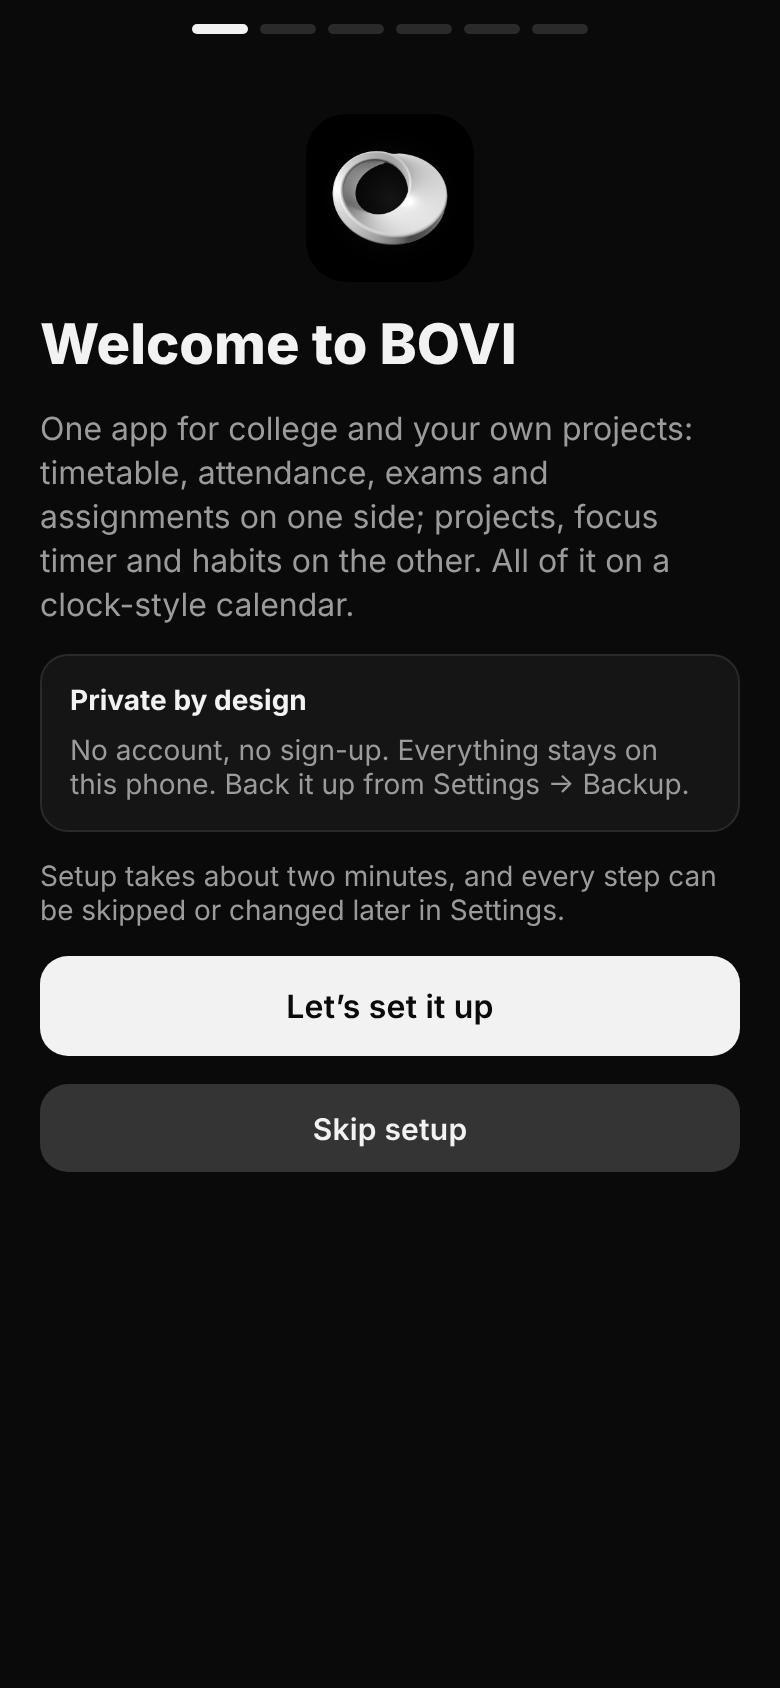 Welcome to BOVI
One app for college and your own projects:
timetable, attendance, exams and
assignments on one side; projects, focus
timer and habits on the other. All of it on a
clock-style calendar.
Private by design
No account, no sign-up. Everything stays on
this phone. Back it up from Settings → Backup.
Setup takes about two minutes, and every step can
be skipped or changed later in Settings.
Let’s set it up
Skip setup